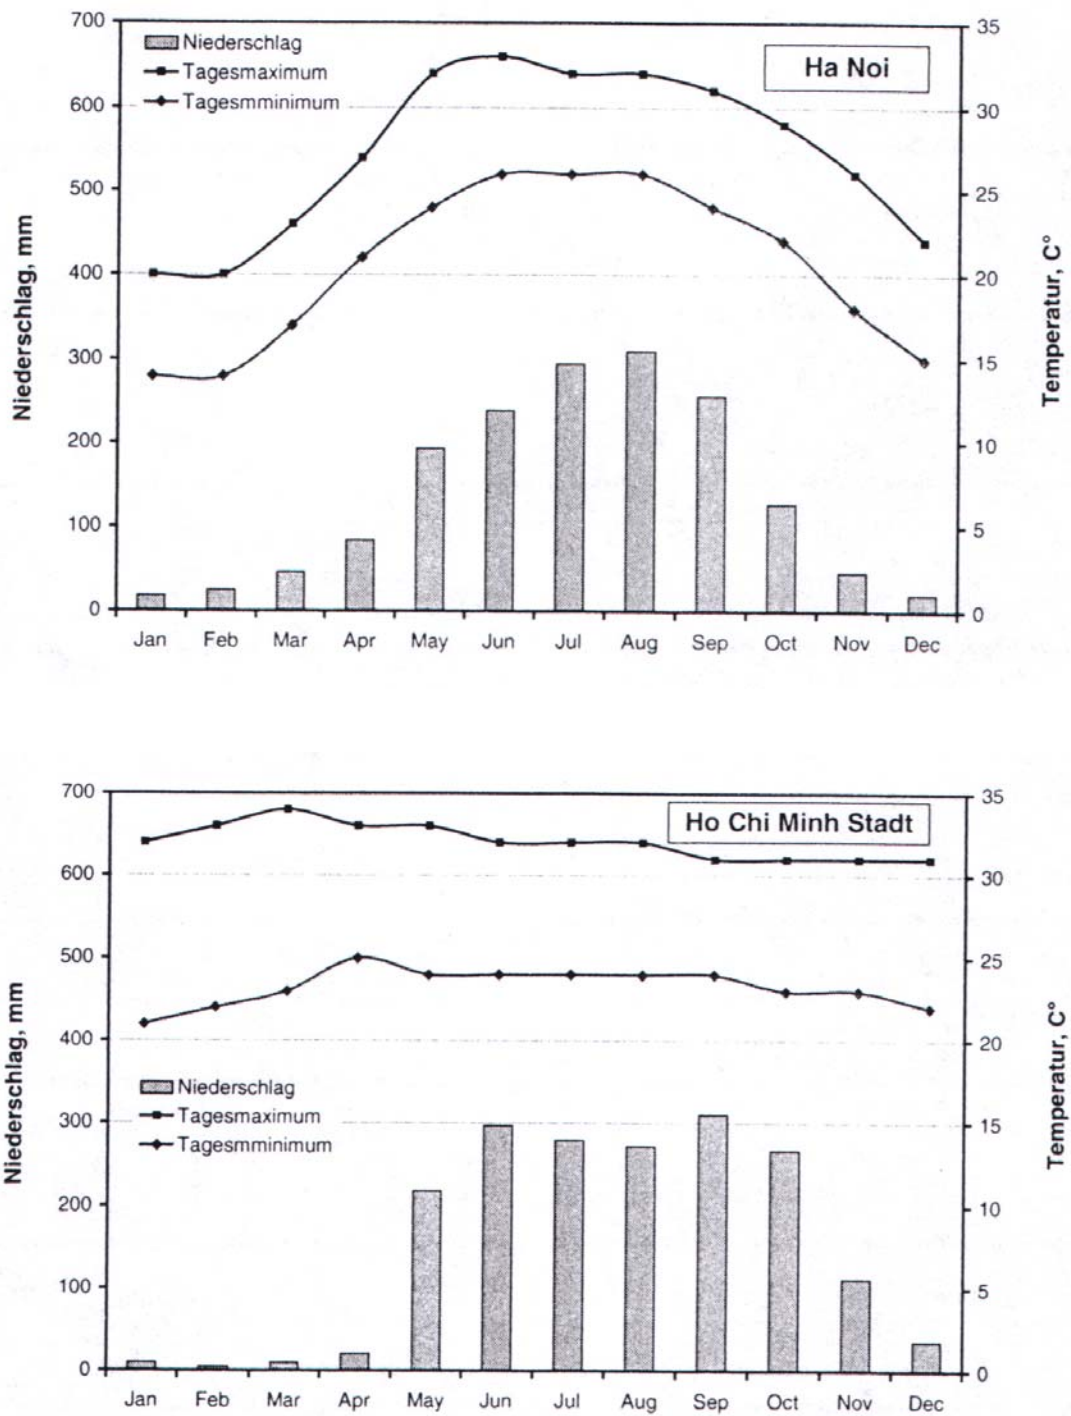 Ha Noi
Niederschlag
Tagesmaximum
Tagesmminimum
Niederschlag, mm
700
600
500
400
300
200
100
0
Temperatur, C°
35
30
25
20
15
10
5
0
Jan Feb Mar Apr May Jun Jul Aug Sep Oct Nov Dec
Ho Chi Minh Stadt
Niederschlag
Tagesmaximum
Tagesmminimum
Niederschlag, mm
700
600
500
400
300
200
100
0
Temperatur, C°
35
30
25
20
15
10
5
0
Jan Feb Mar Apr May Jun Jul Aug Sep Oct Nov Dec